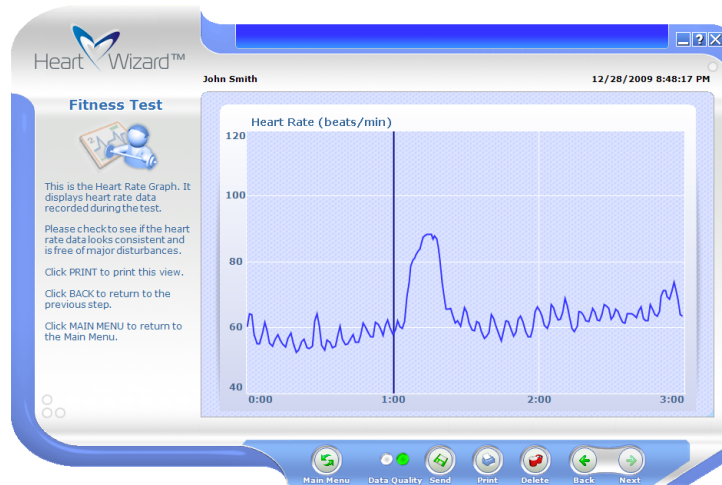 Heart Wizard™
John Smith
12/28/2009 8:48:17 PM
Fitness Test
This is the Heart Rate Graph. It
displays heart rate data
recorded during the test.
Please check to see if the heart
rate data looks consistent and
is free of major disturbances.
Click PRINT to print this view.
Click BACK to return to the
previous step.
Click MAIN MENU to return to
the Main Menu.
Heart Rate (beats/min)
120
100
80
60
40
0:00 1:00 2:00 3:00
Main Menu Data Quality Send Print Delete Back Next